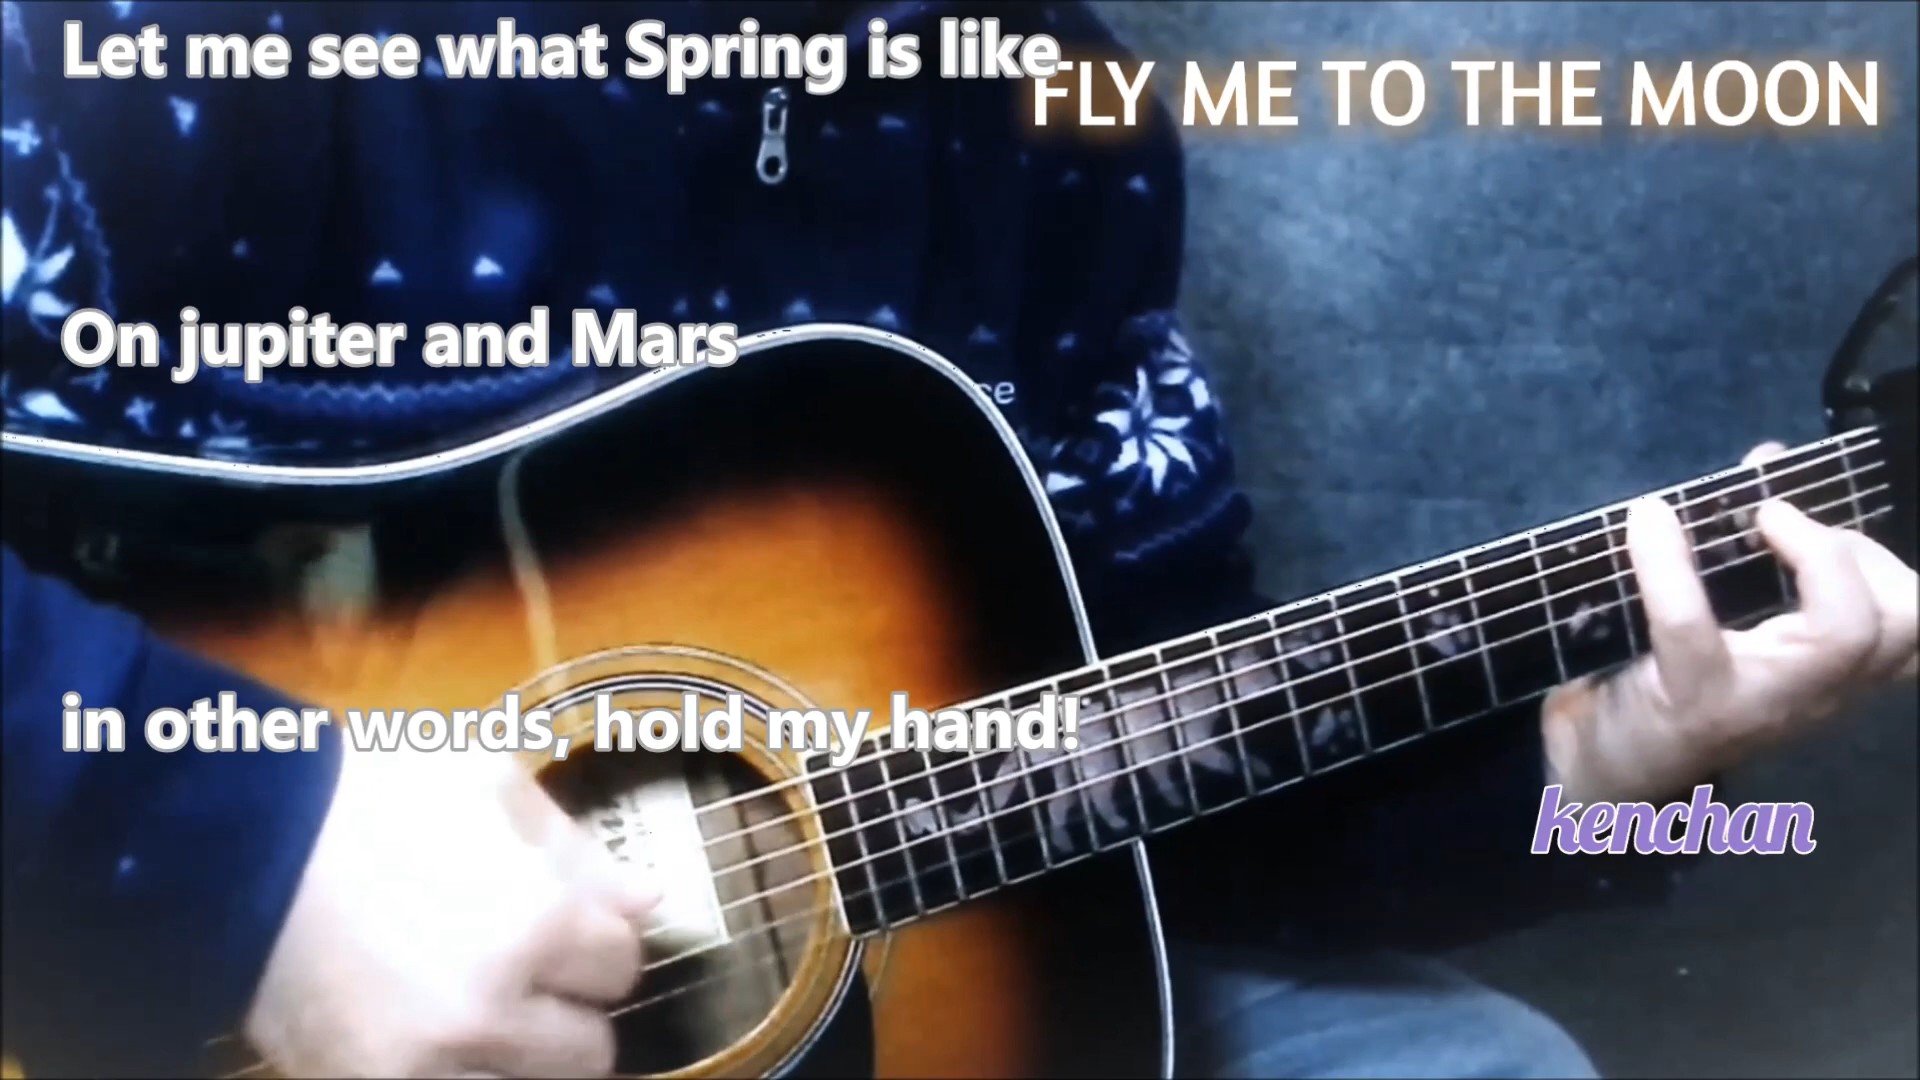 Let me see what Spring is like
FLY ME TO THE MOON
On jupiter and Mars
in other words, hold my hand!
kenchan